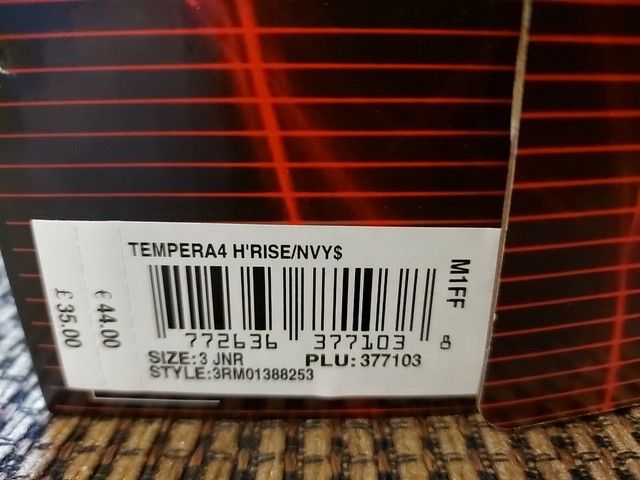 TEMPERA4 H'RISE/NVY$
M1FF
£ 35.00
€ 44.00
772636 377103 8
SIZE: 3 JNR PLU: 377103
STYLE:3RM01388253